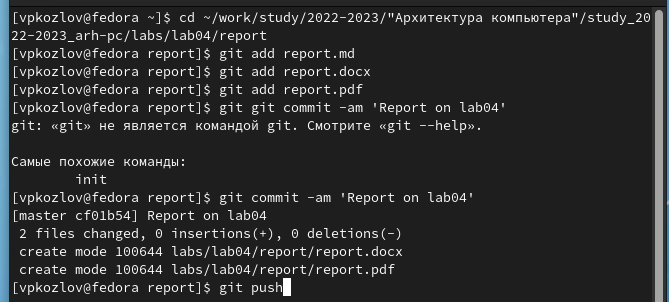 [vpkozlov@fedora ~]$ cd ~/work/study/2022-2023/"Архитектура компьютера"/study_20
22-2023_arh-pc/labs/lab04/report
[vpkozlov@fedora report]$ git add report.md
[vpkozlov@fedora report]$ git add report.docx
[vpkozlov@fedora report]$ git add report.pdf
[vpkozlov@fedora report]$ git git commit -am 'Report on lab04'
git: «git» не является командой git. Смотрите «git --help».

Самые похожие команды:
        init
[vpkozlov@fedora report]$ git commit -am 'Report on lab04'
[master cf01b54] Report on lab04
 2 files changed, 0 insertions(+), 0 deletions(-)
 create mode 100644 labs/lab04/report/report.docx
 create mode 100644 labs/lab04/report/report.pdf
[vpkozlov@fedora report]$ git push